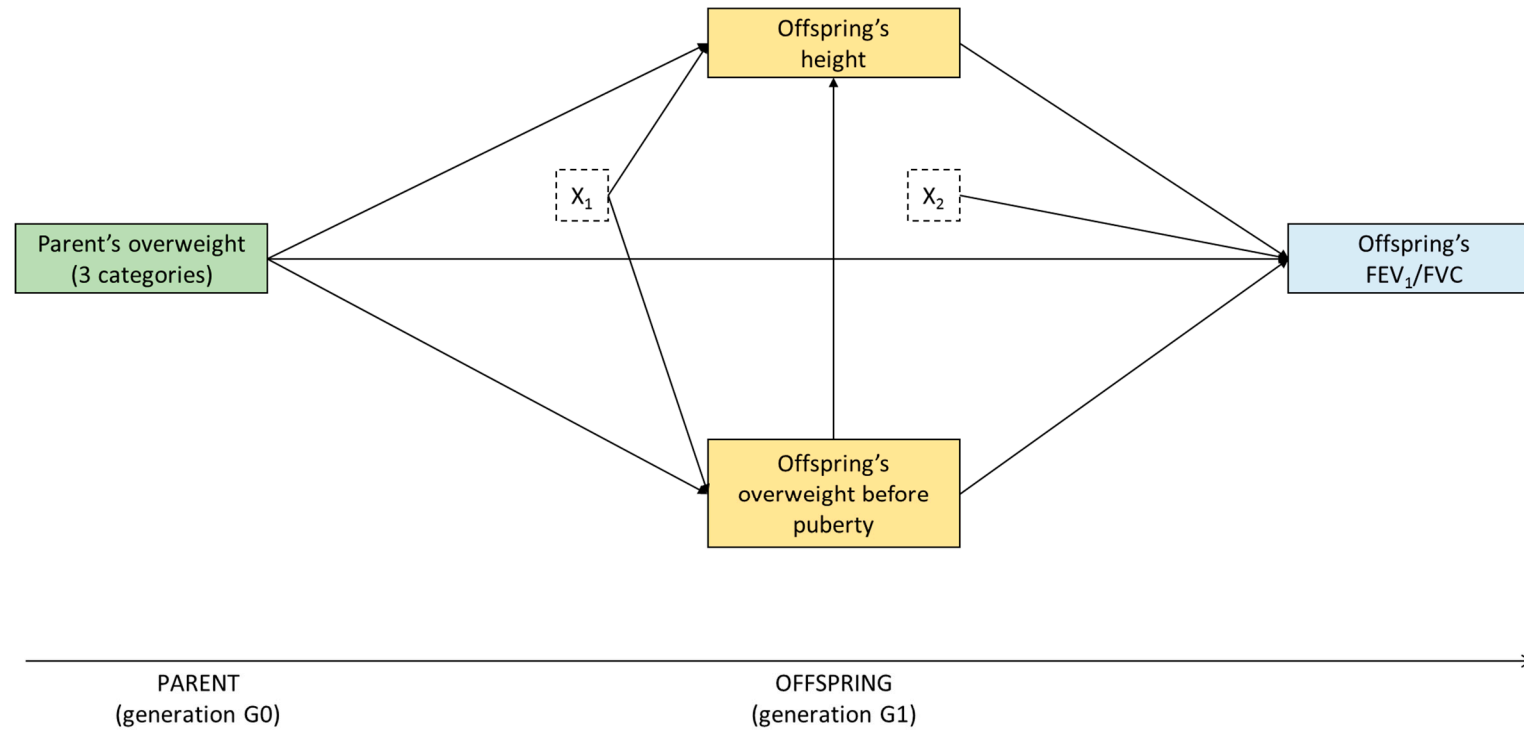 Offspring’s
height
X₁
X₂
Parent’s overweight
(3 categories)
Offspring’s
FEV₁/FVC
Offspring’s
overweight before
puberty
PARENT
(generation G0)
OFFSPRING
(generation G1)